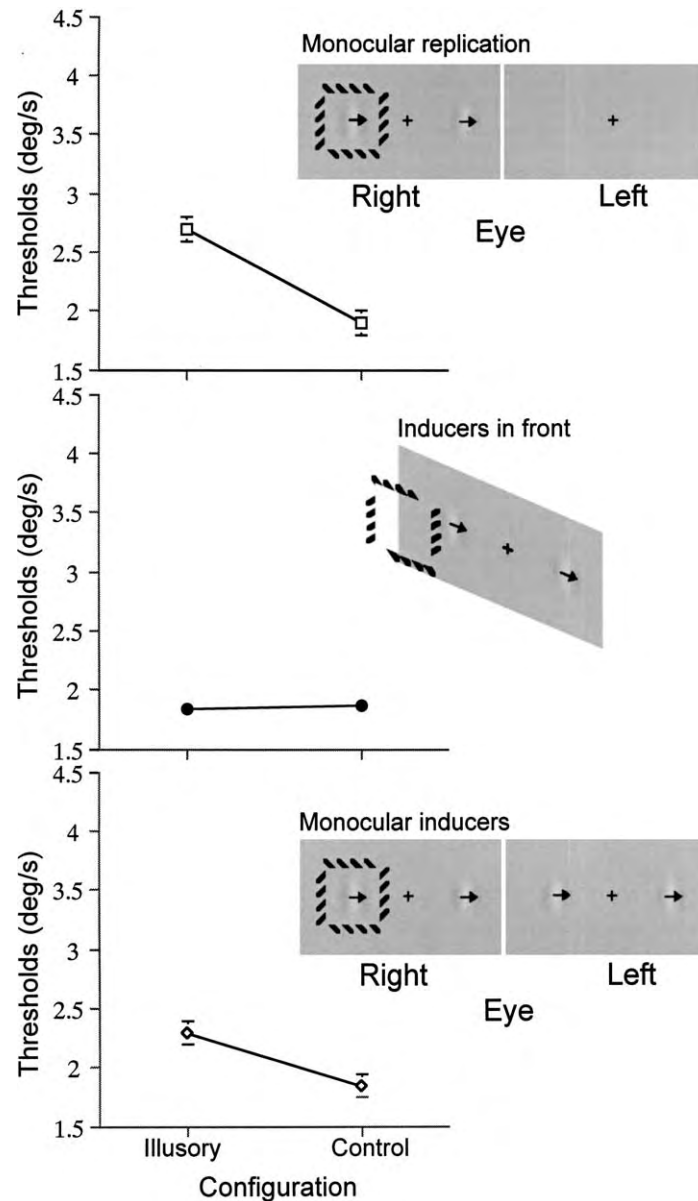 4.5
Monocular replication
4
3.5
3
Right Left
Eye
2.5
2
1.5
Thresholds (deg/s)
4.5
Inducers in front
4
3.5
3
2.5
2
1.5
Thresholds (deg/s)
4.5
Monocular inducers
4
3.5
3
Right Left
Eye
2.5
2
1.5
Thresholds (deg/s)
Illusory Control
Configuration